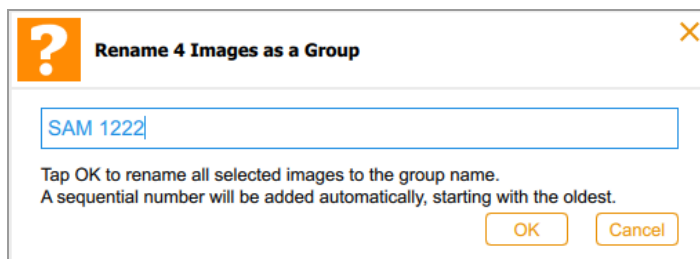 Rename 4 Images as a Group
SAM 1222
Tap OK to rename all selected images to the group name.
A sequential number will be added automatically, starting with the oldest.
OK Cancel